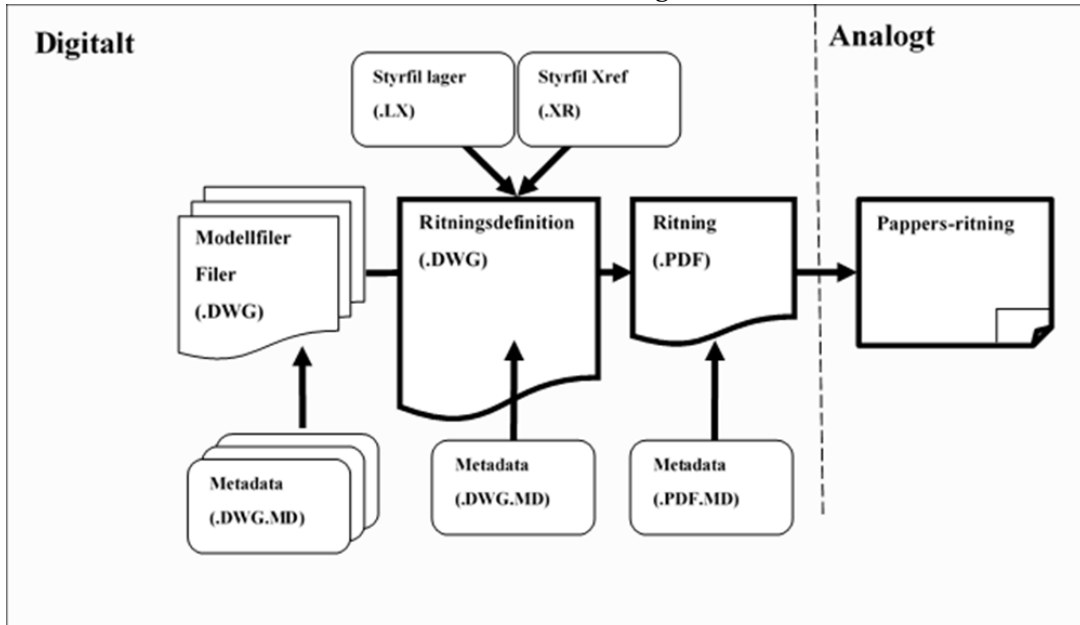 Digitalt
Analogt
Styrfil lager
(.LX)
Styrfil Xref
(.XR)
Modellfiler
Filer
(.DWG)
Ritningsdefinition
(.DWG)
Ritning
(.PDF)
Pappers-ritning
Metadata
(.DWG.MD)
Metadata
(.DWG.MD)
Metadata
(.PDF.MD)